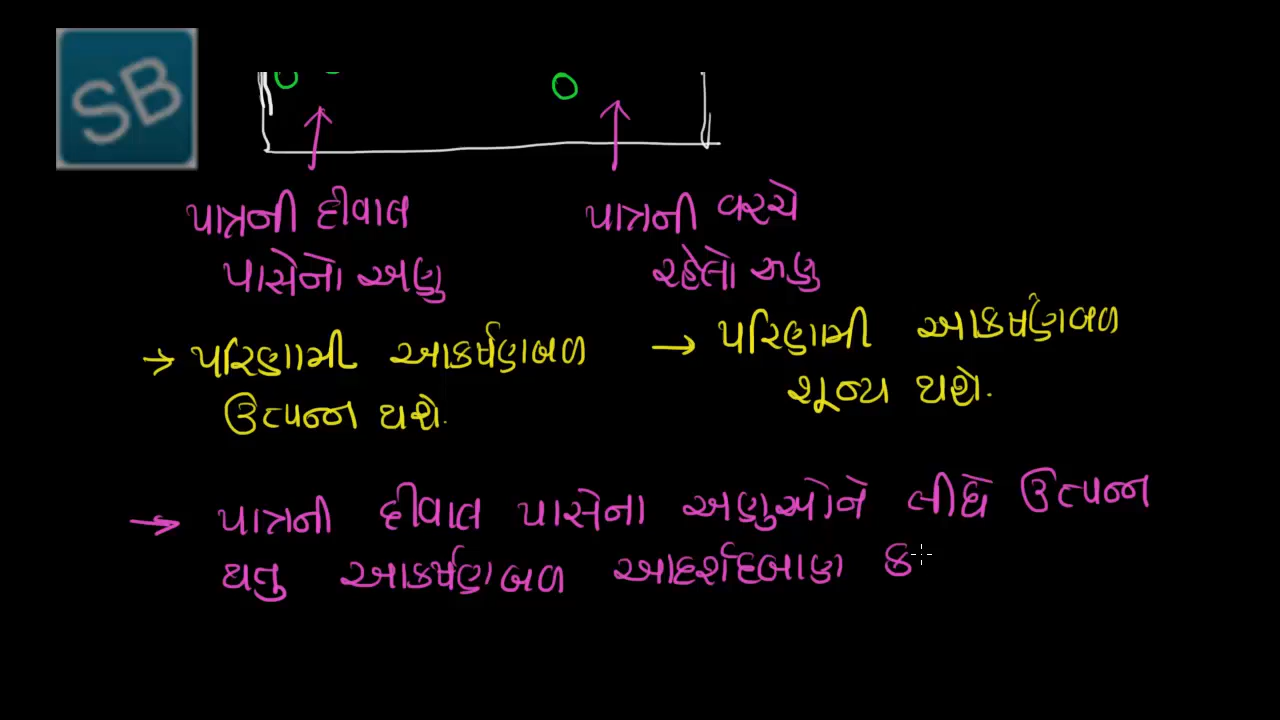 SB
પાત્રની દીવાલ
પાસેનો અણુ
પાત્રની વચ્ચે
રહેલો અણુ
→ પરિણામી આકર્ષણબળ
ઉત્પન્ન થશે.
→ પરિણામી આકર્ષણબળ
શૂન્ય થશે.
→ પાત્રની દીવાલ પાસેના અણુઓને લીધે ઉત્પન્ન
થતુ આકર્ષણબળ આદર્શદબાણ ક